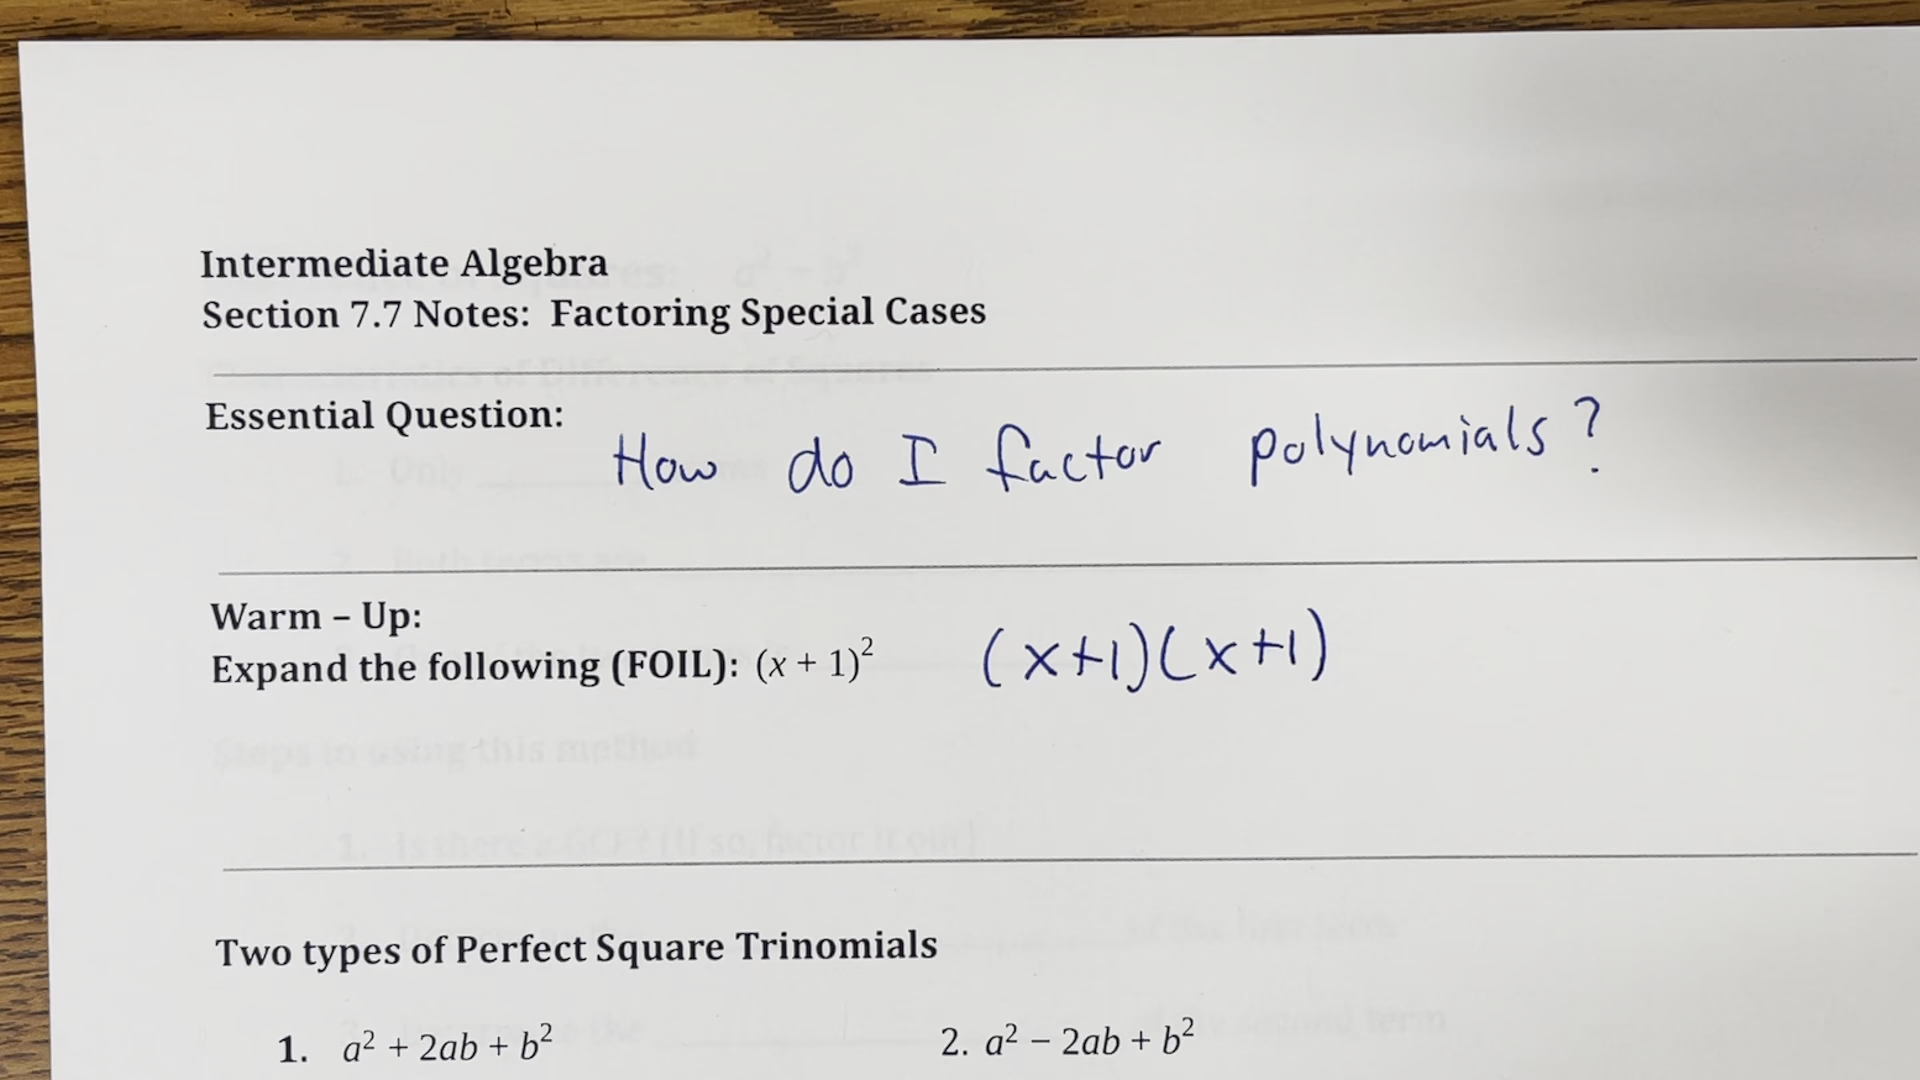 Intermediate Algebra
Section 7.7 Notes: Factoring Special Cases
Essential Question:
How do I factor polynomials?
Warm – Up:
Expand the following (FOIL): (x + 1)² (x+1)(x+1)
Two types of Perfect Square Trinomials
1. a² + 2ab + b² 2. a² – 2ab + b²